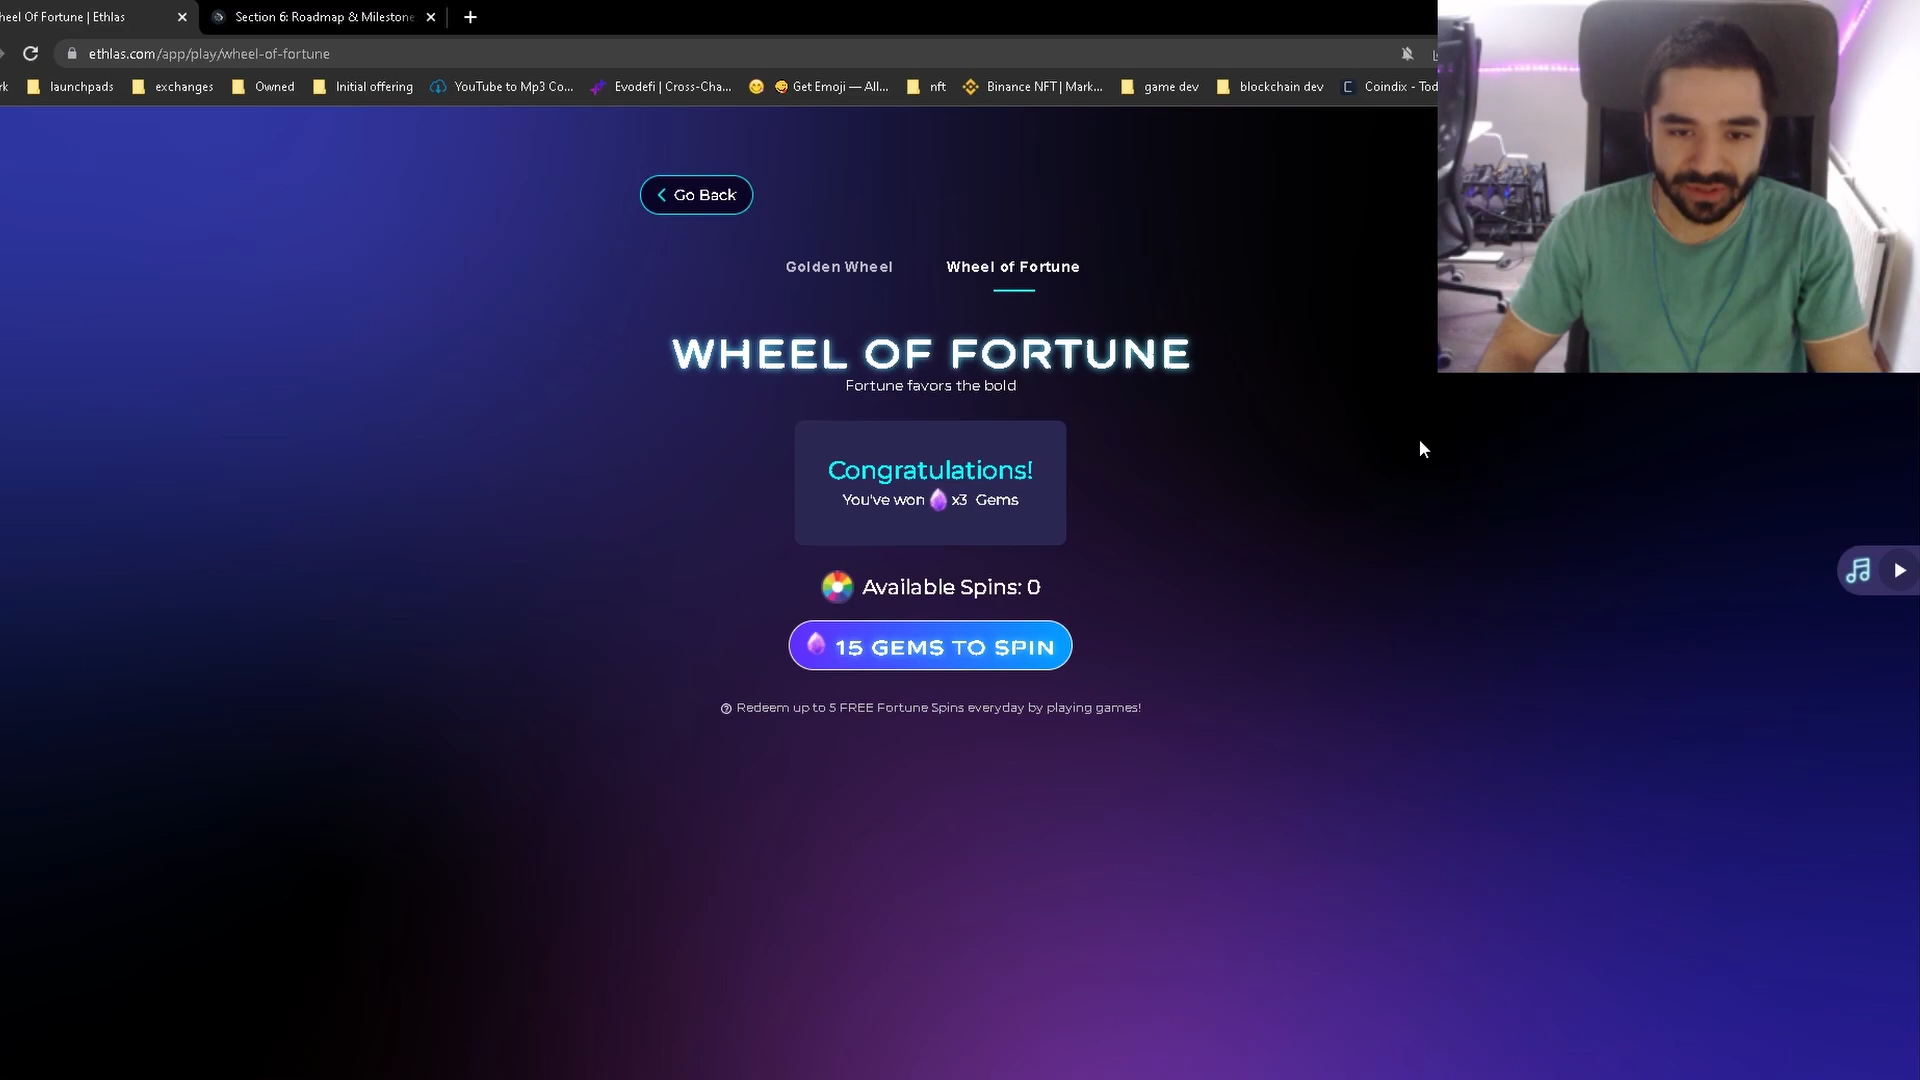 heel Of Fortune | Ethlas
Section 6: Roadmap & Milestone
ethlas.com/app/play/wheel-of-fortune
rk launchpads exchanges Owned Initial offering YouTube to Mp3 Co... Evodefi | Cross-Cha... Get Emoji — All... nft Binance NFT | Mark... game dev blockchain dev Coindix - Tod
Go Back
Golden Wheel Wheel of Fortune
WHEEL OF FORTUNE
Fortune favors the bold
Congratulations!
You've won x3 Gems
Available Spins: 0
15 GEMS TO SPIN
Redeem up to 5 FREE Fortune Spins everyday by playing games!